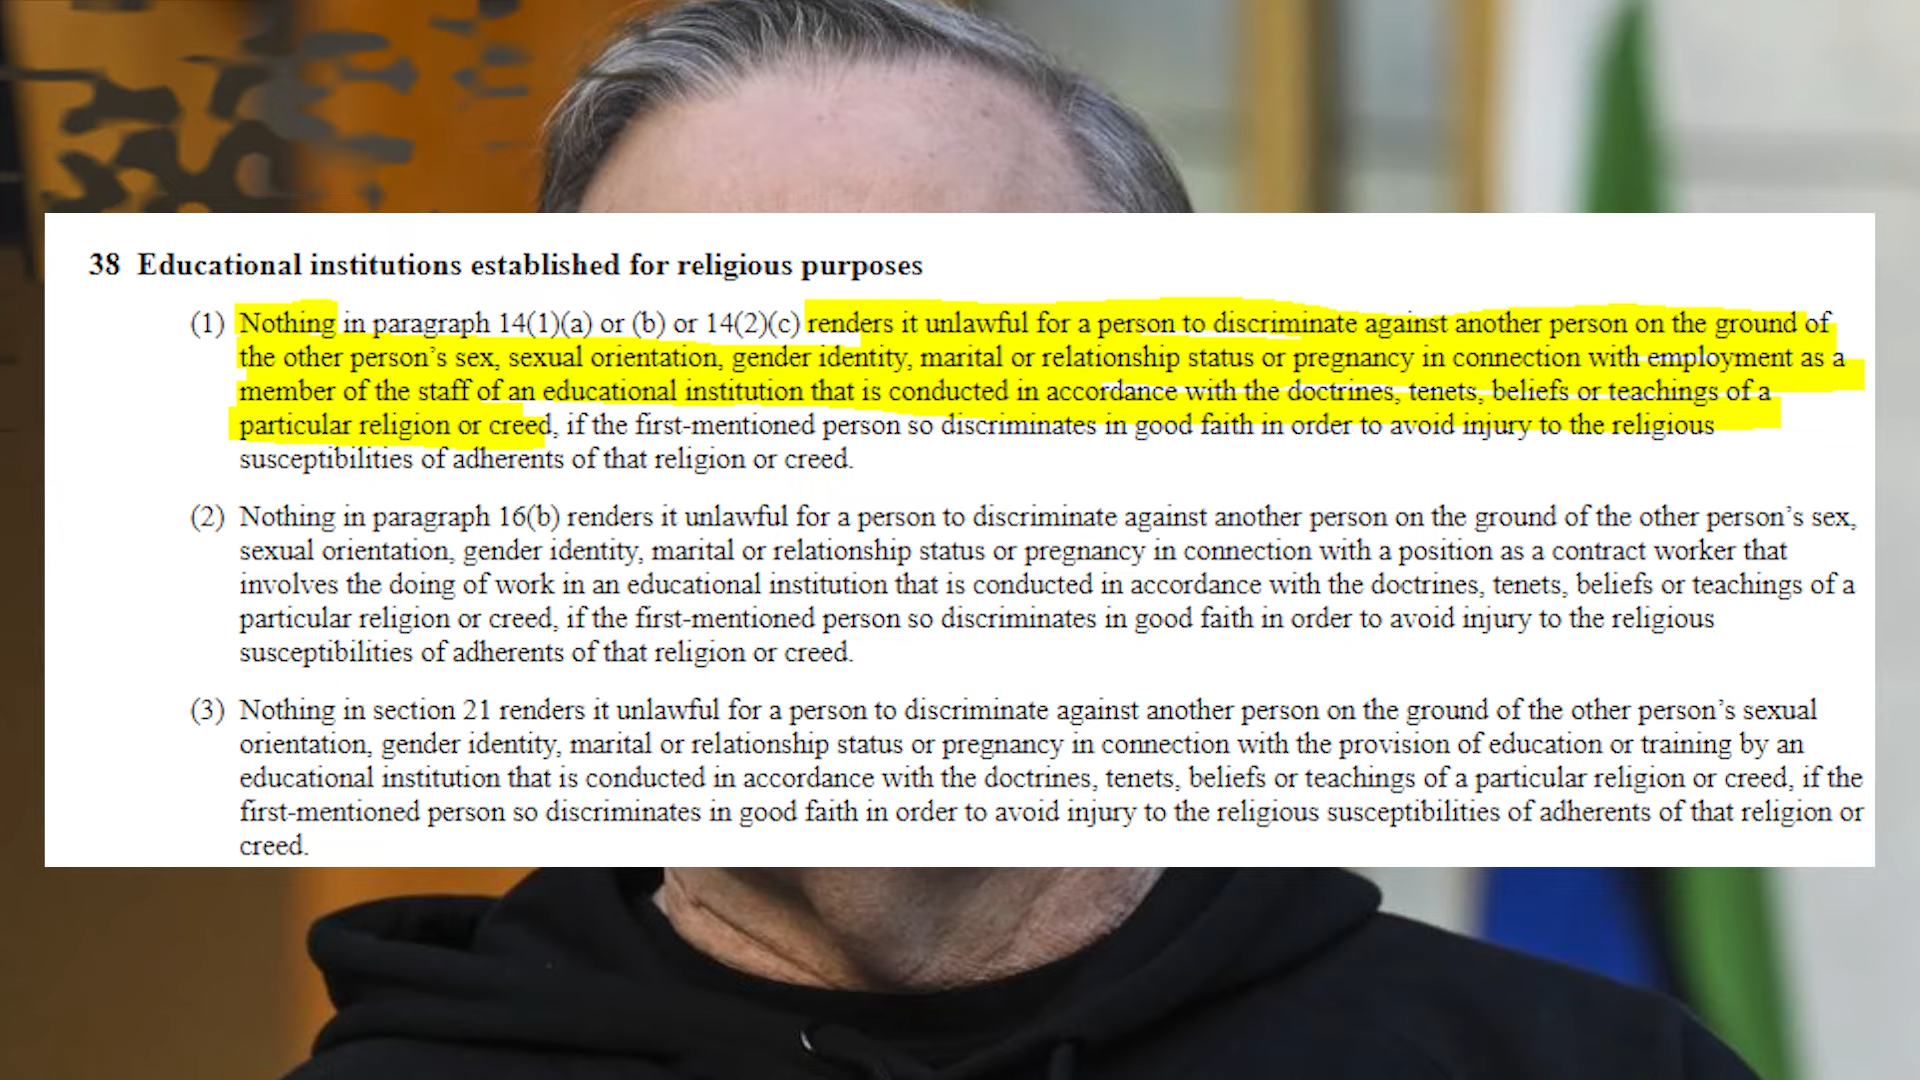 38 Educational institutions established for religious purposes
(1) Nothing in paragraph 14(1)(a) or (b) or 14(2)(c) renders it unlawful for a person to discriminate against another person on the ground of
the other person’s sex, sexual orientation, gender identity, marital or relationship status or pregnancy in connection with employment as a
member of the staff of an educational institution that is conducted in accordance with the doctrines, tenets, beliefs or teachings of a
particular religion or creed, if the first-mentioned person so discriminates in good faith in order to avoid injury to the religious
susceptibilities of adherents of that religion or creed.
(2) Nothing in paragraph 16(b) renders it unlawful for a person to discriminate against another person on the ground of the other person’s sex,
sexual orientation, gender identity, marital or relationship status or pregnancy in connection with a position as a contract worker that
involves the doing of work in an educational institution that is conducted in accordance with the doctrines, tenets, beliefs or teachings of a
particular religion or creed, if the first-mentioned person so discriminates in good faith in order to avoid injury to the religious
susceptibilities of adherents of that religion or creed.
(3) Nothing in section 21 renders it unlawful for a person to discriminate against another person on the ground of the other person’s sexual
orientation, gender identity, marital or relationship status or pregnancy in connection with the provision of education or training by an
educational institution that is conducted in accordance with the doctrines, tenets, beliefs or teachings of a particular religion or creed, if the
first-mentioned person so discriminates in good faith in order to avoid injury to the religious susceptibilities of adherents of that religion or
creed.